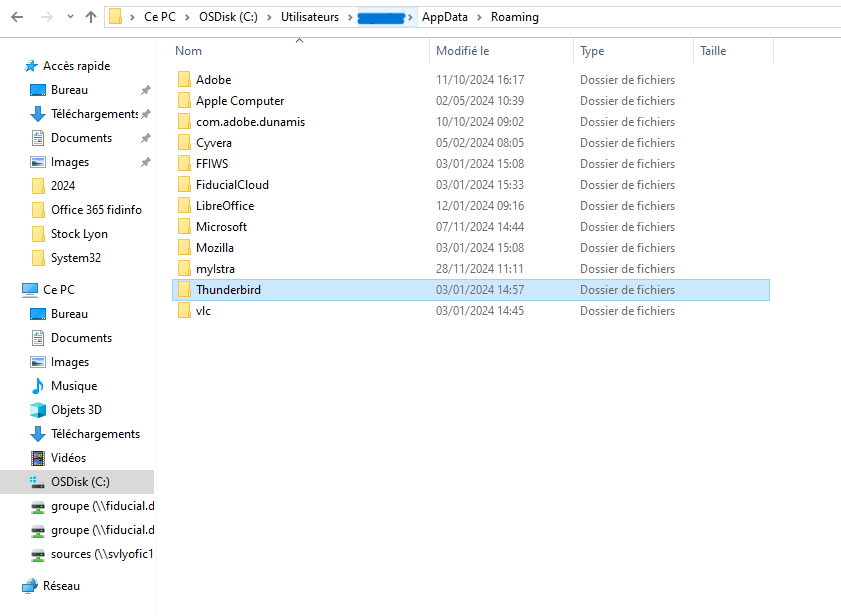 Ce PC > OSDisk (C:) > Utilisateurs > > AppData > Roaming
Nom Modifié le Type Taille
Accès rapide
Bureau
Téléchargements
Documents
Images
2024
Office 365 fidinfo
Stock Lyon
System32
Ce PC
Bureau
Documents
Images
Musique
Objets 3D
Téléchargements
Vidéos
OSDisk (C:)
groupe (\\fiducial.d
groupe (\\fiducial.d
sources (\\svlyofic1
Réseau
Adobe 11/10/2024 16:17 Dossier de fichiers
Apple Computer 02/05/2024 10:39 Dossier de fichiers
com.adobe.dunamis 10/10/2024 09:02 Dossier de fichiers
Cyvera 05/02/2024 08:05 Dossier de fichiers
FFIWS 03/01/2024 15:08 Dossier de fichiers
FiducialCloud 03/01/2024 15:33 Dossier de fichiers
LibreOffice 12/01/2024 09:16 Dossier de fichiers
Microsoft 07/11/2024 14:44 Dossier de fichiers
Mozilla 03/01/2024 15:08 Dossier de fichiers
mylstra 28/11/2024 11:11 Dossier de fichiers
Thunderbird 03/01/2024 14:57 Dossier de fichiers
vlc 03/01/2024 14:45 Dossier de fichiers